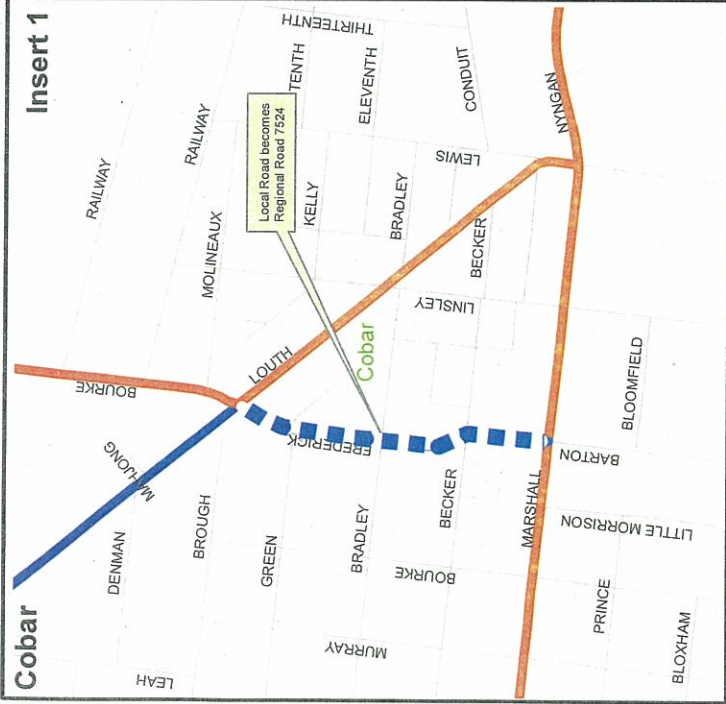 Cobar
Insert 1
RAILWAY
RAILWAY
THIRTEENTH
TENTH
ELEVENTH
CONDUIT
NYNGAN
MOLINEAUX
KELLY
LEWIS
BRADLEY
BECKER
LINSLEY
Local Road becomes
Regional Road 7524
BOURKE
LOUTH
Cobar
MAHJONG
FREDERICK
DENMAN
BROUGH
GREEN
BRADLEY
BECKER
MARSHALL
BARTON
BLOOMFIELD
LITTLE MORRISON
BOURKE
MURRAY
LEAH
PRINCE
BLOXHAM